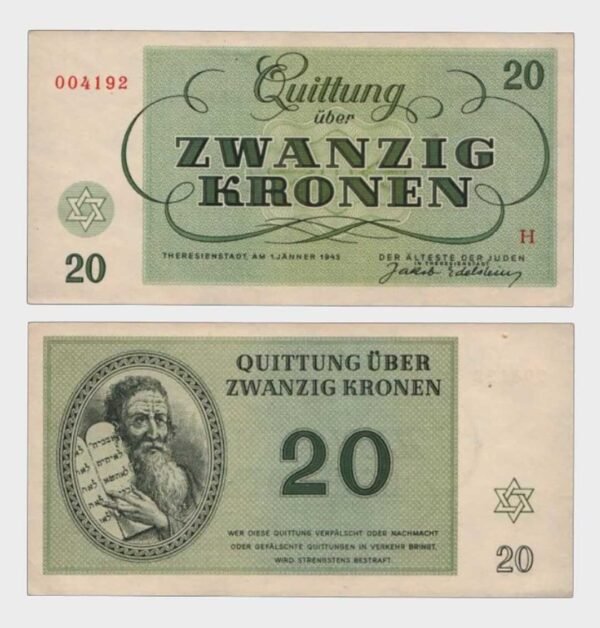 004192
Quittung
über
ZWANZIG
KRONEN
20
H
20
THERESIENSTADT, AM 1. JÄNNER 1943
DER ÄLTESTE DER JUDEN
IN THERESIENSTADT
Jakob Edelstein
QUITTUNG ÜBER
ZWANZIG KRONEN
20
WER DIESE QUITTUNG VERFÄLSCHT ODER NACHMACHT
ODER GEFÄLSCHTE QUITTUNGEN IN VERKEHR BRINGT,
WIRD STRENGSTENS BESTRAFT.
20